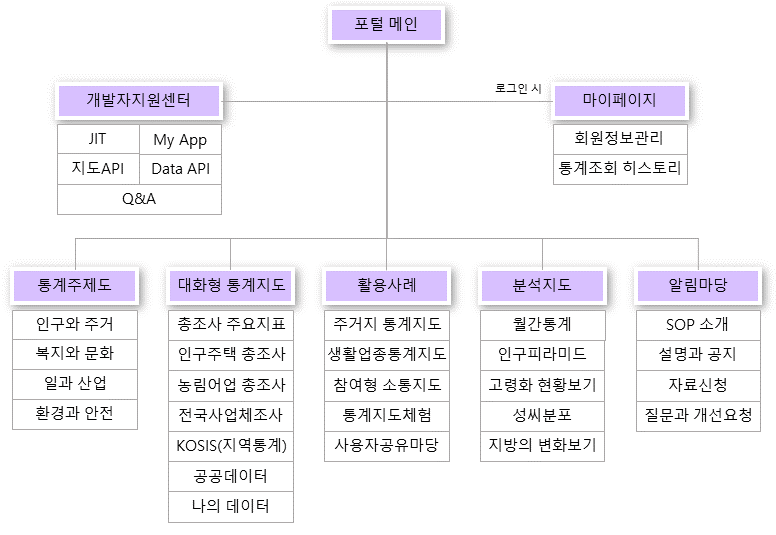 포털 메인
개발자지원센터
JIT
My App
지도API
Data API
Q&A
로그인 시
마이페이지
회원정보관리
통계조회 히스토리
통계주제도
인구와 주거
복지와 문화
일과 산업
환경과 안전
대화형 통계지도
총조사 주요지표
인구주택 총조사
농림어업 총조사
전국사업체조사
KOSIS(지역통계)
공공데이터
나의 데이터
활용사례
주거지 통계지도
생활업종통계지도
참여형 소통지도
통계지도체험
사용자공유마당
분석지도
월간통계
인구피라미드
고령화 현황보기
성씨분포
지방의 변화보기
알림마당
SOP 소개
설명과 공지
자료신청
질문과 개선요청